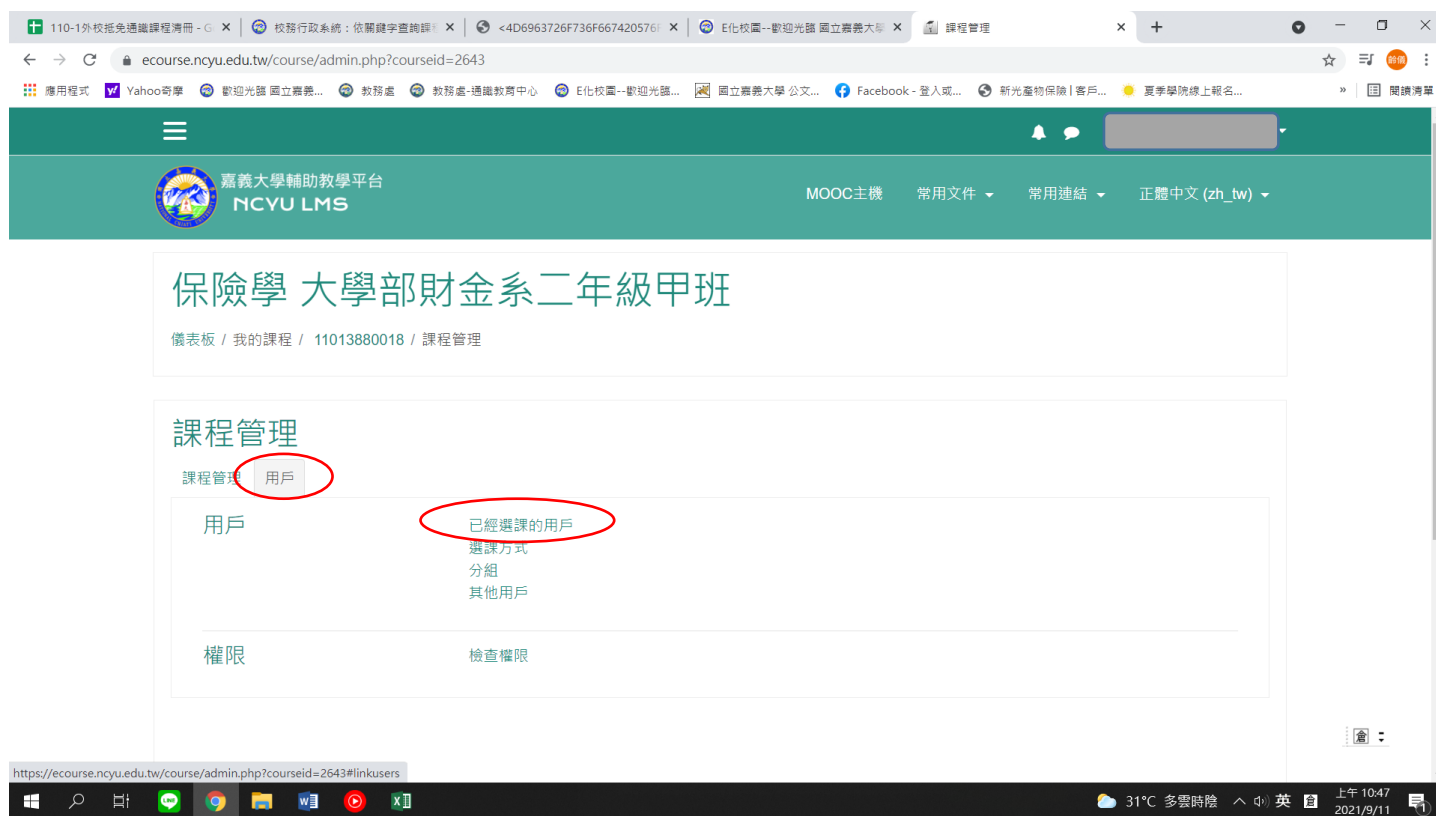 110-1外校抵免通識課程清冊 - G
校務行政系統：依關鍵字查詢課程
<4D6963726F736F667420576F
E化校園--歡迎光臨 國立嘉義大學
課程管理
ecourse.ncyu.edu.tw/course/admin.php?courseid=2643
應用程式
Yahoo奇摩
歡迎光臨 國立嘉義...
教務處
教務處-通識教育中心
E化校園--歡迎光臨...
國立嘉義大學 公文...
Facebook - 登入或...
新光產物保險 | 客戶...
夏季學院線上報名...
»
閱讀清單
嘉義大學輔助教學平台
NCYU LMS
MOOC主機
常用文件
常用連結
正體中文 (zh_tw)
保險學 大學部財金系二年級甲班
儀表板 / 我的課程 / 11013880018 / 課程管理
課程管理
課程管理
用戶
用戶
已經選課的用戶
選課方式
分組
其他用戶
權限
檢查權限
倉
https://ecourse.ncyu.edu.tw/course/admin.php?courseid=2643#linkusers
31°C 多雲時陰
英
倉
上午 10:47
2021/9/11